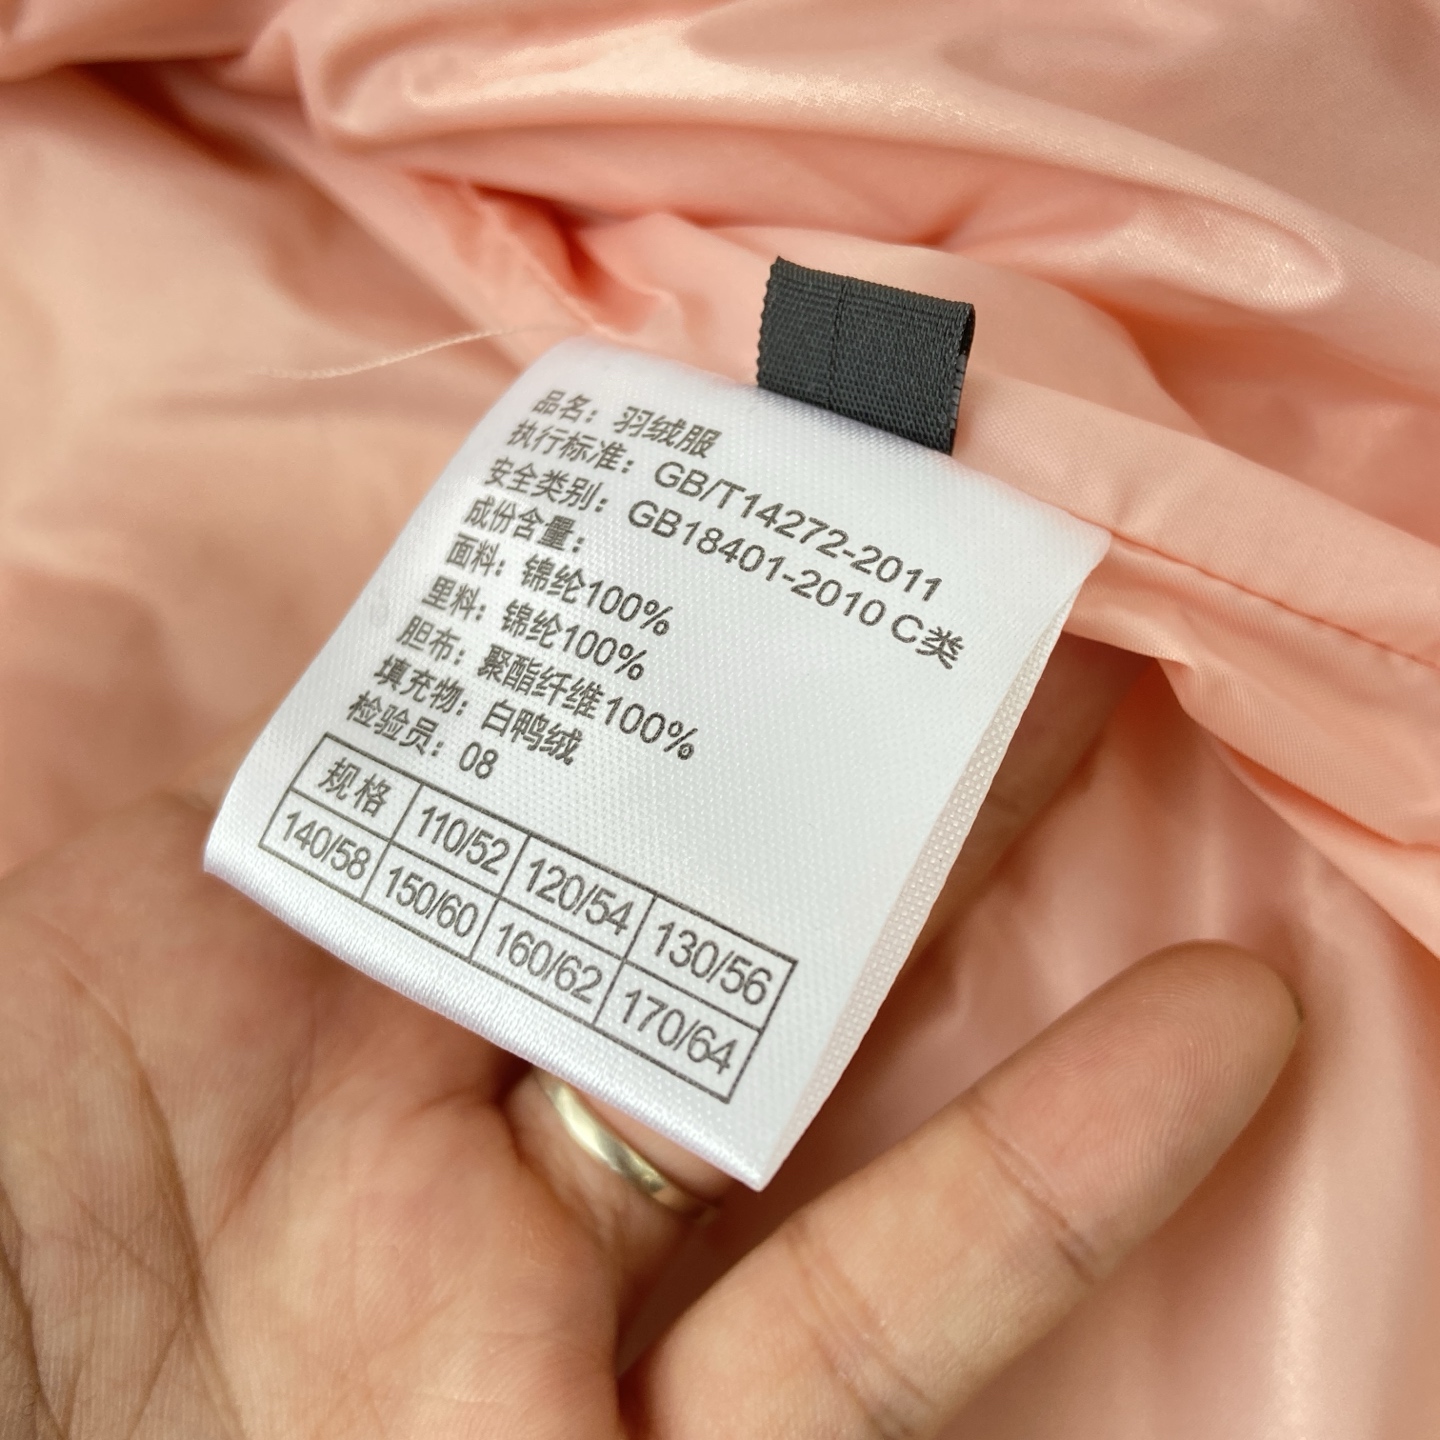 品名：羽绒服
执行标准：GB/T14272-2011
安全类别：GB18401-2010 C类
成份含量：
面料：锦纶100%
里料：锦纶100%
胆布：聚酯纤维100%
填充物：白鸭绒
检验员：08
规格 110/52 120/54 130/56
140/58 150/60 160/62 170/64